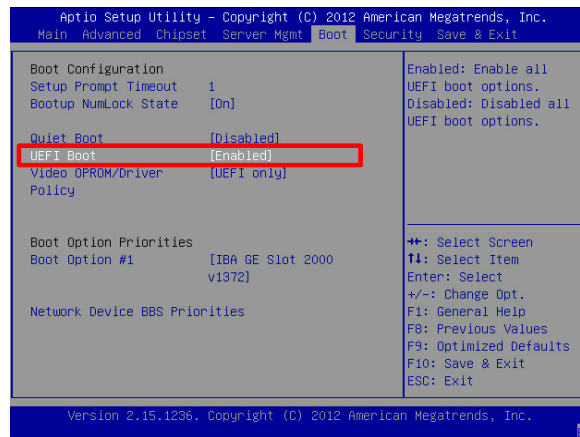 Aptio Setup Utility - Copyright (C) 2012 American Megatrends, Inc.
Main Advanced Chipset Server Mgmt Boot Security Save & Exit
Boot Configuration
Setup Prompt Timeout 1
Bootup NumLock State [On]
Quiet Boot [Disabled]
UEFI Boot [Enabled]
Video OPROM/Driver [UEFI only]
Policy
Boot Option Priorities
Boot Option #1 [IBA GE Slot 2000
v1372]
Network Device BBS Priorities
Enabled: Enable all
UEFI boot options.
Disabled: Disabled all
UEFI boot options.
→←: Select Screen
↑↓: Select Item
Enter: Select
+/-: Change Opt.
F1: General Help
F8: Previous Values
F9: Optimized Defaults
F10: Save & Exit
ESC: Exit
Version 2.15.1236. Copyright (C) 2012 American Megatrends, Inc.